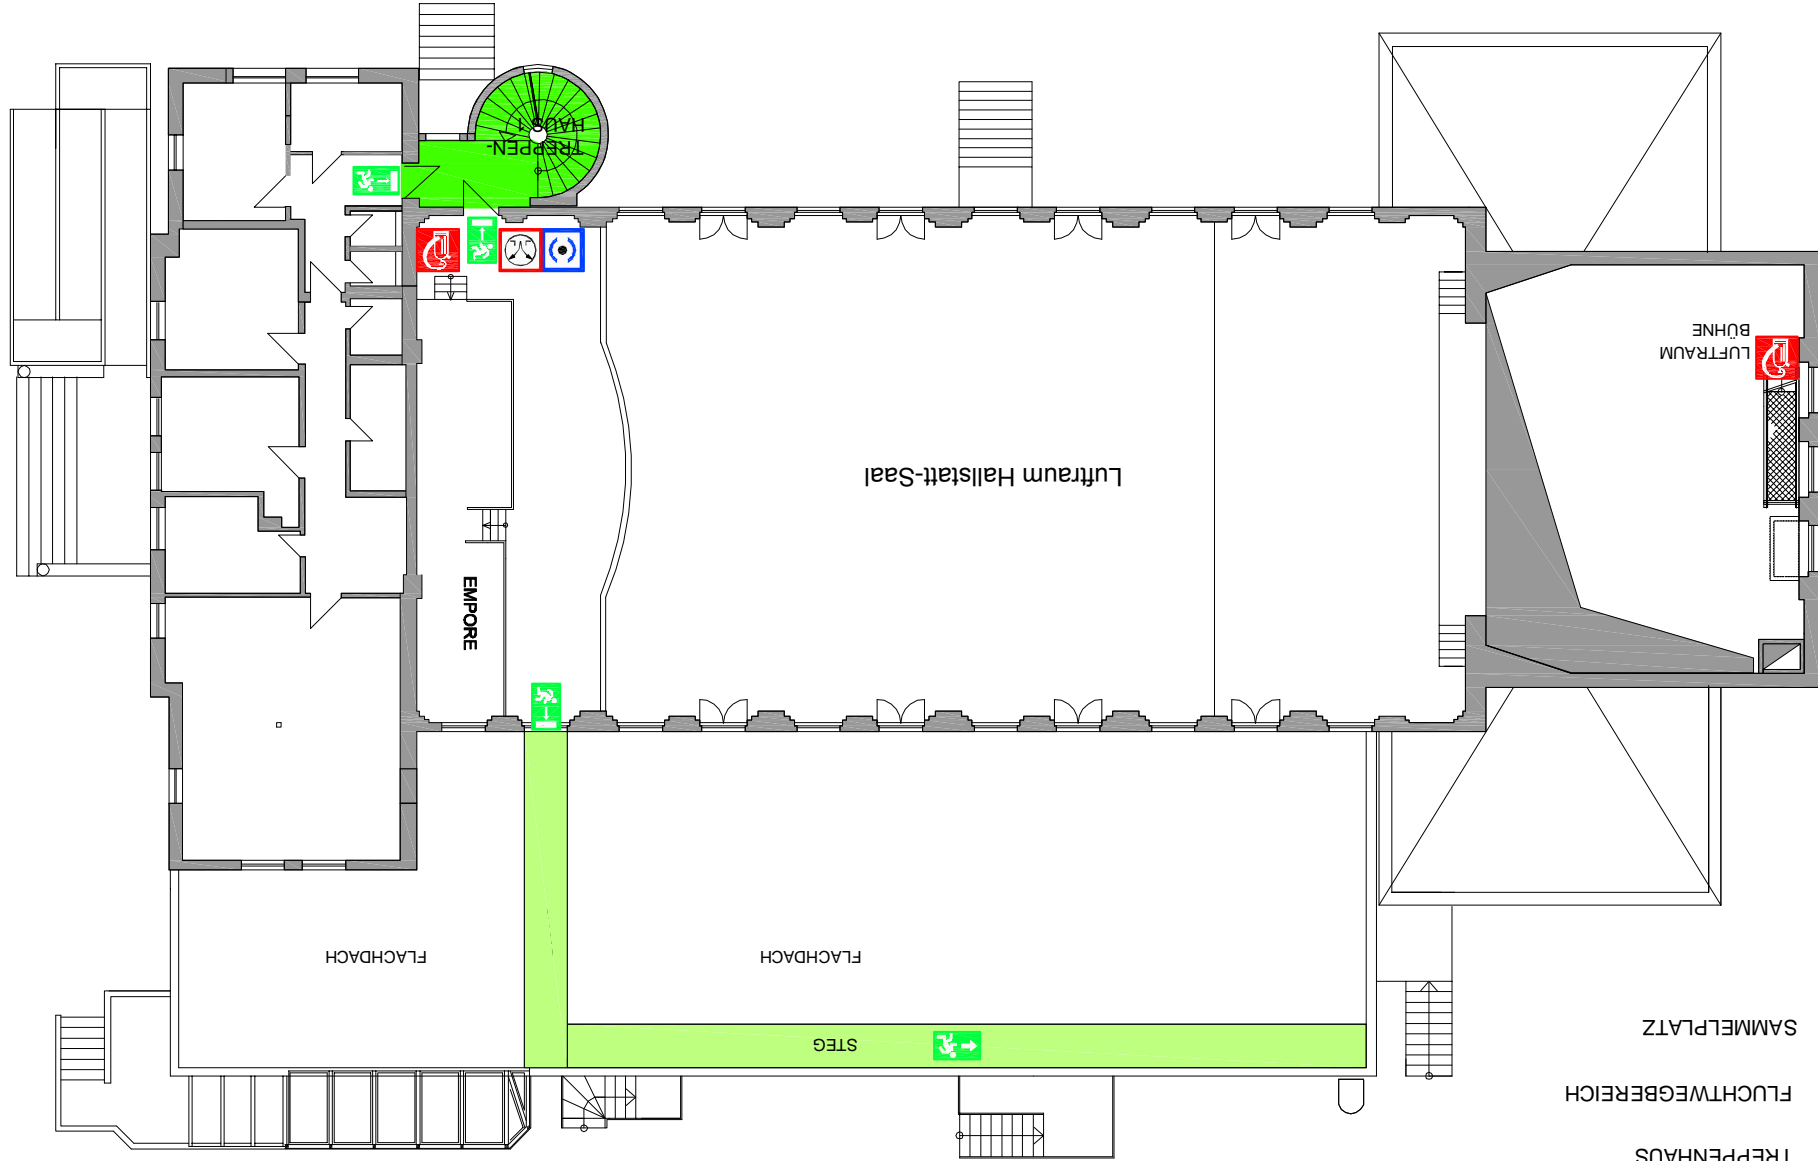 TREPPEN-
HAUS 1
LUFTRAUM
BÜHNE
Luftraum Hallstatt-Saal
EMPORE
FLACHDACH
FLACHDACH
STEG
SAMMELPLATZ
FLUCHTWEGBEREICH
TREPPENHAUS